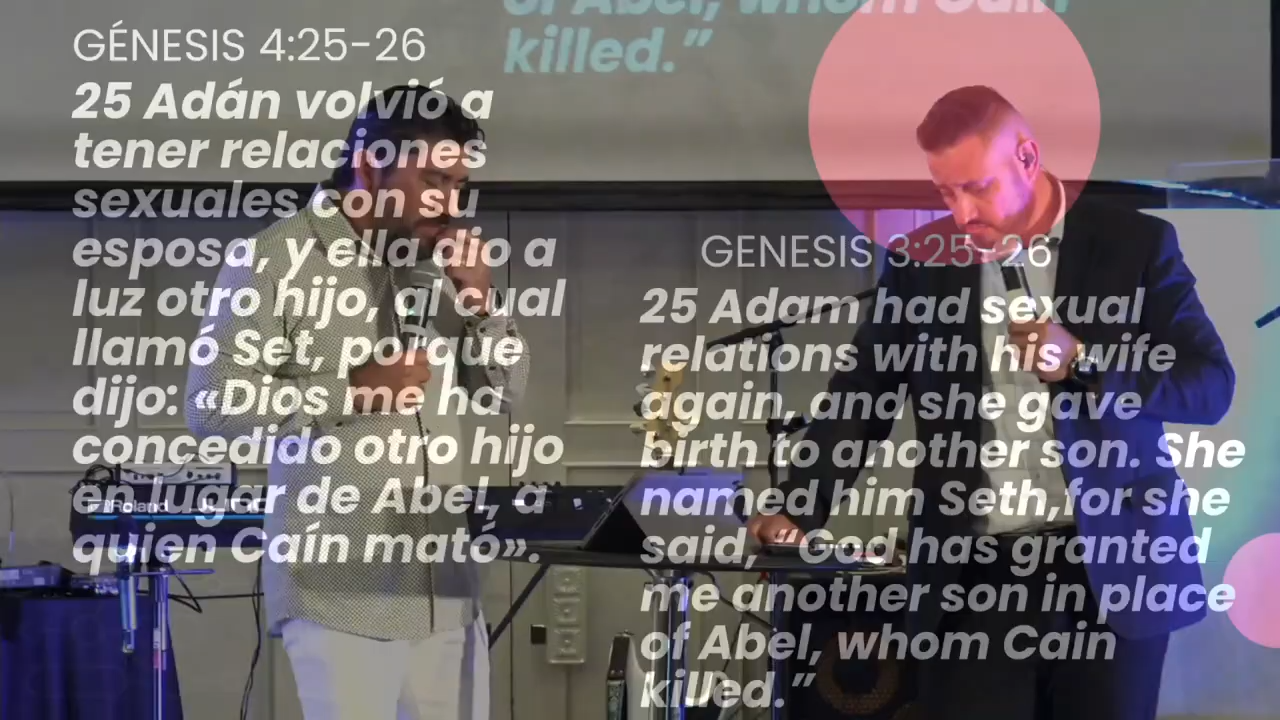 of Abel, whom Cain
killed.”
GÉNESIS 4:25-26
25 Adán volvió a
tener relaciones
sexuales con su
esposa, y ella dio a
luz otro hijo, al cual
llamó Set, porque
dijo: «Dios me ha
concedido otro hijo
en lugar de Abel, a
quien Caín mató».
GENESIS 3:25-26
25 Adam had sexual
relations with his wife
again, and she gave
birth to another son. She
named him Seth,for she
said, “God has granted
me another son in place
of Abel, whom Cain
killed.”
Roland